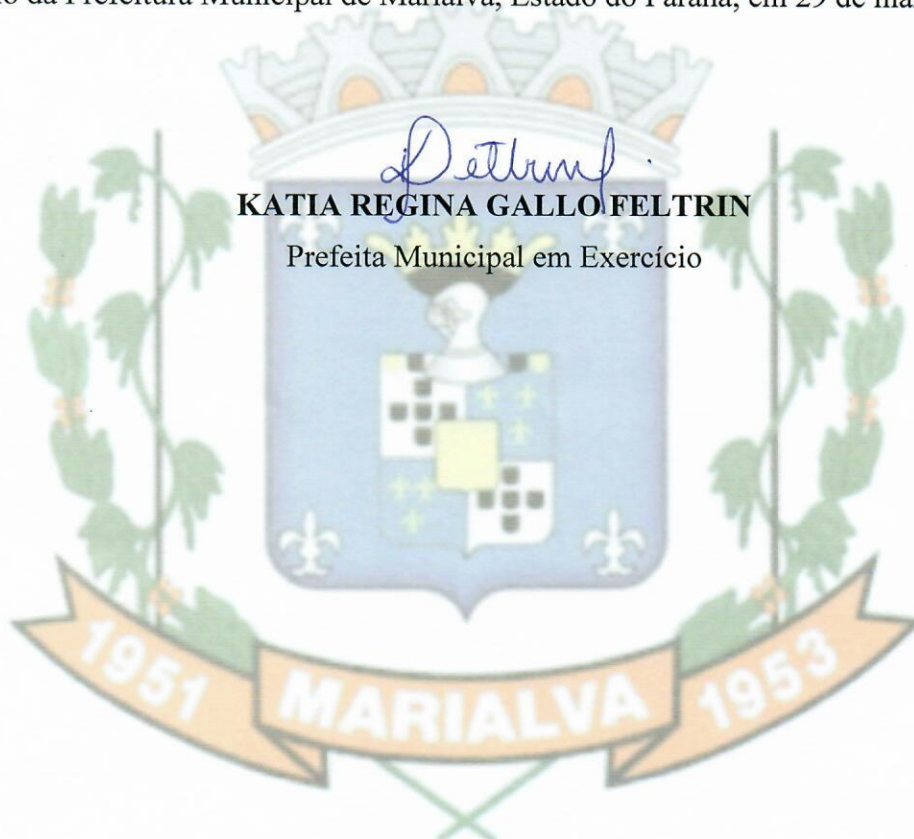 da Prefeitura Municipal de Marialva, Estado do Paraná, em 29 de
KATIA REGINA GALLO FELTRIN
Prefeita Municipal em Exercício
1951 MARIALVA 1953